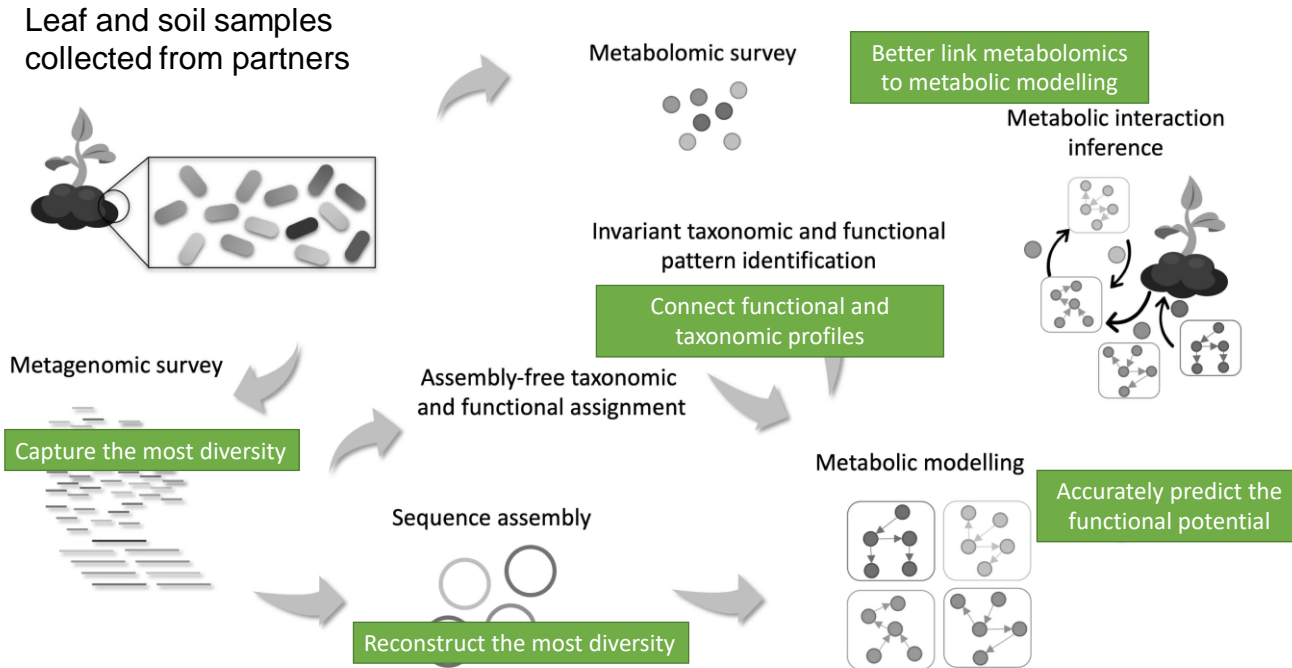 Leaf and soil samples
collected from partners
Metabolomic survey
Better link metabolomics
to metabolic modelling
Metabolic interaction
inference
Invariant taxonomic and functional
pattern identification
Connect functional and
taxonomic profiles
Metagenomic survey
Capture the most diversity
Assembly-free taxonomic
and functional assignment
Sequence assembly
Reconstruct the most diversity
Metabolic modelling
Accurately predict the
functional potential